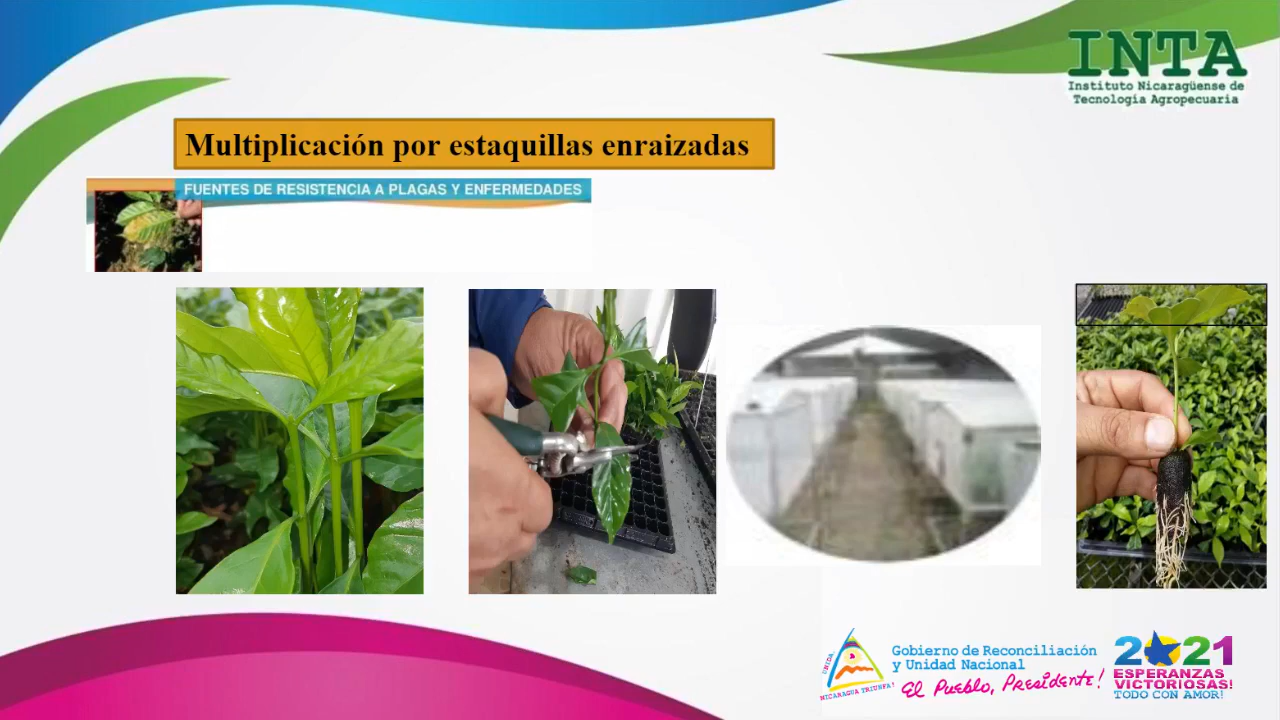 INTA
Instituto Nicaragüense de
Tecnología Agropecuaria
Multiplicación por estaquillas enraizadas
FUENTES DE RESISTENCIA A PLAGAS Y ENFERMEDADES
UNIDA,
NICARAGUA TRIUNFA!
Gobierno de Reconciliación
y Unidad Nacional
El Pueblo, Presidente!
2021
ESPERANZAS
VICTORIOSAS!
TODO CON AMOR!